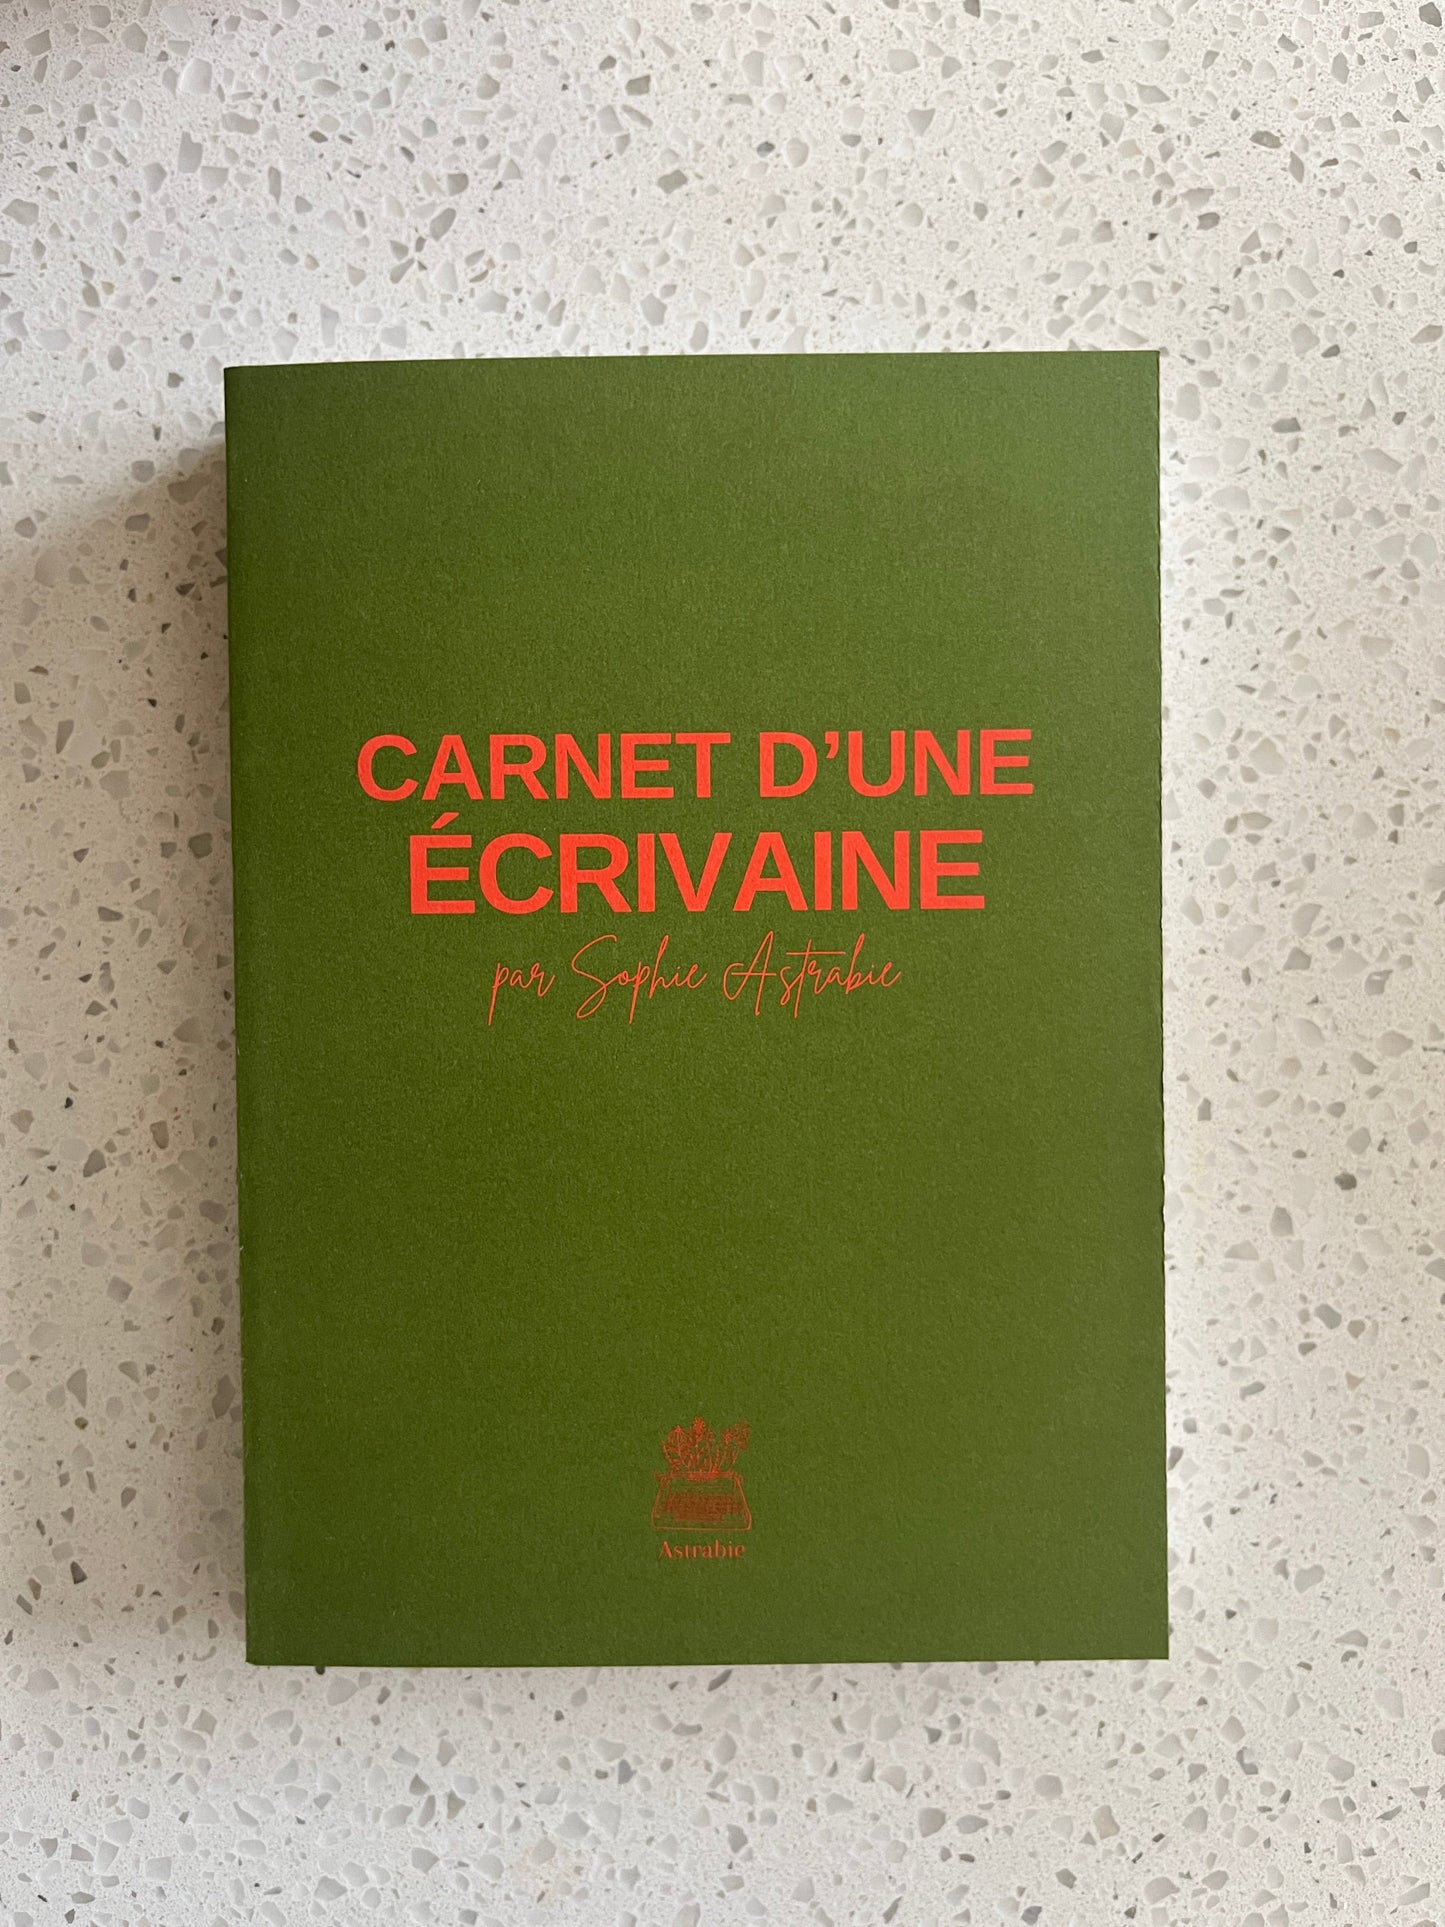 CARNET D’UNE
ÉCRIVAINE
par Sophie Astrabie
Astrabie